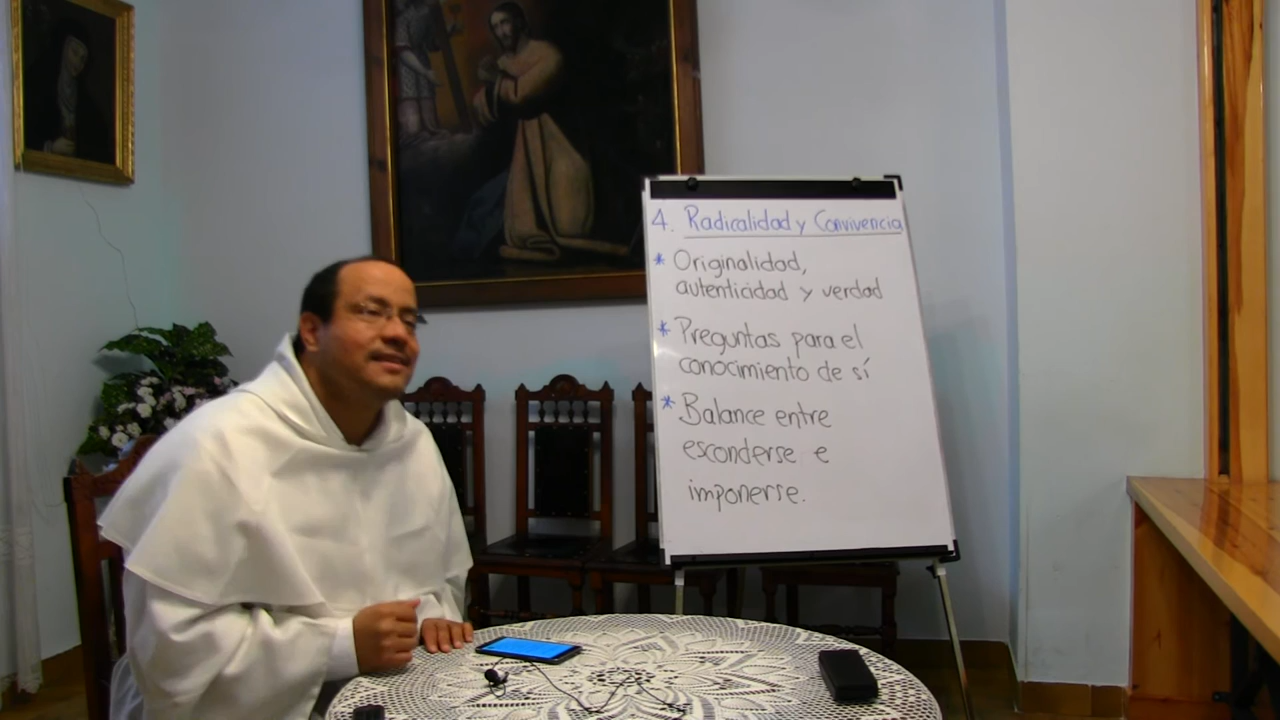 4. Radicalidad y Convivencia
* Originalidad,
autenticidad y verdad
* Preguntas para el
conocimiento de sí
* Balance entre
esconderse e
imponerse.